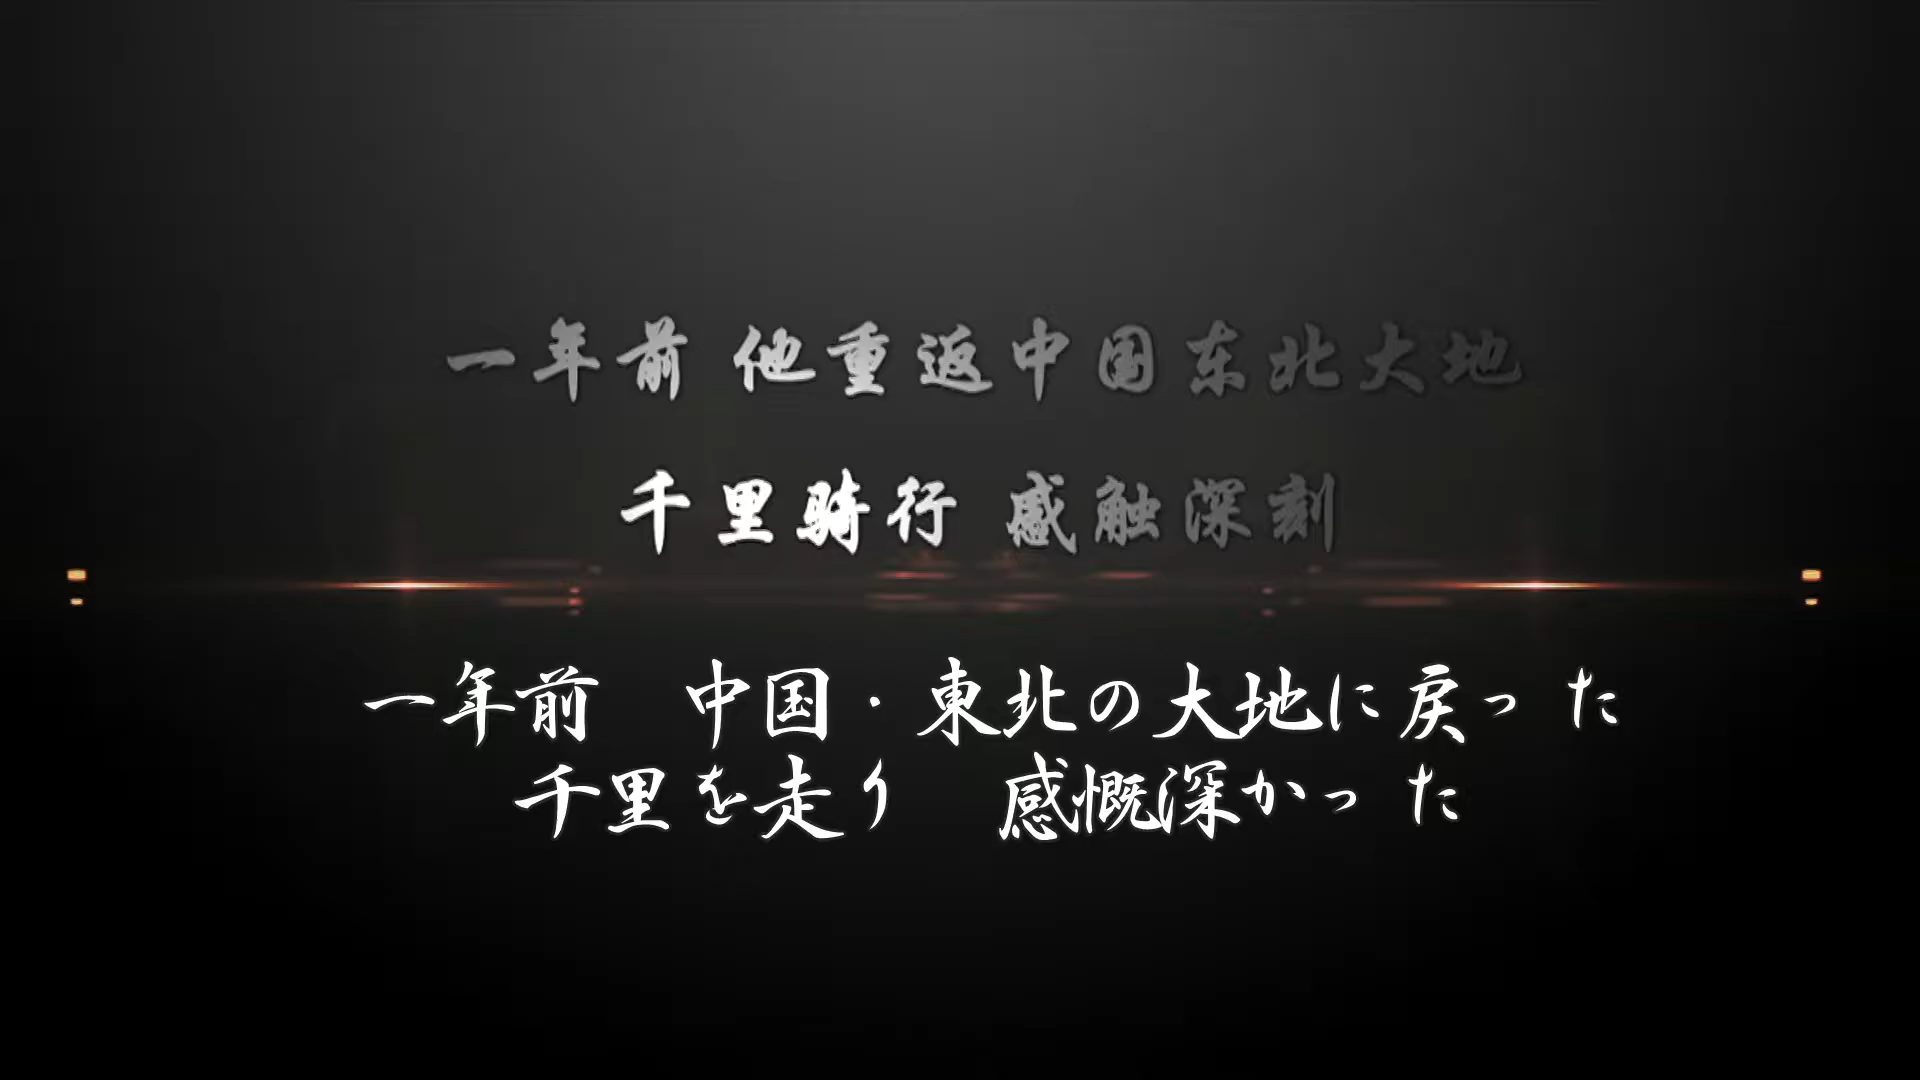 一年前 他重返中国东北大地
千里骑行 感触深刻
一年前　中国・東北の大地に戻った
千里を走り　感慨深かった